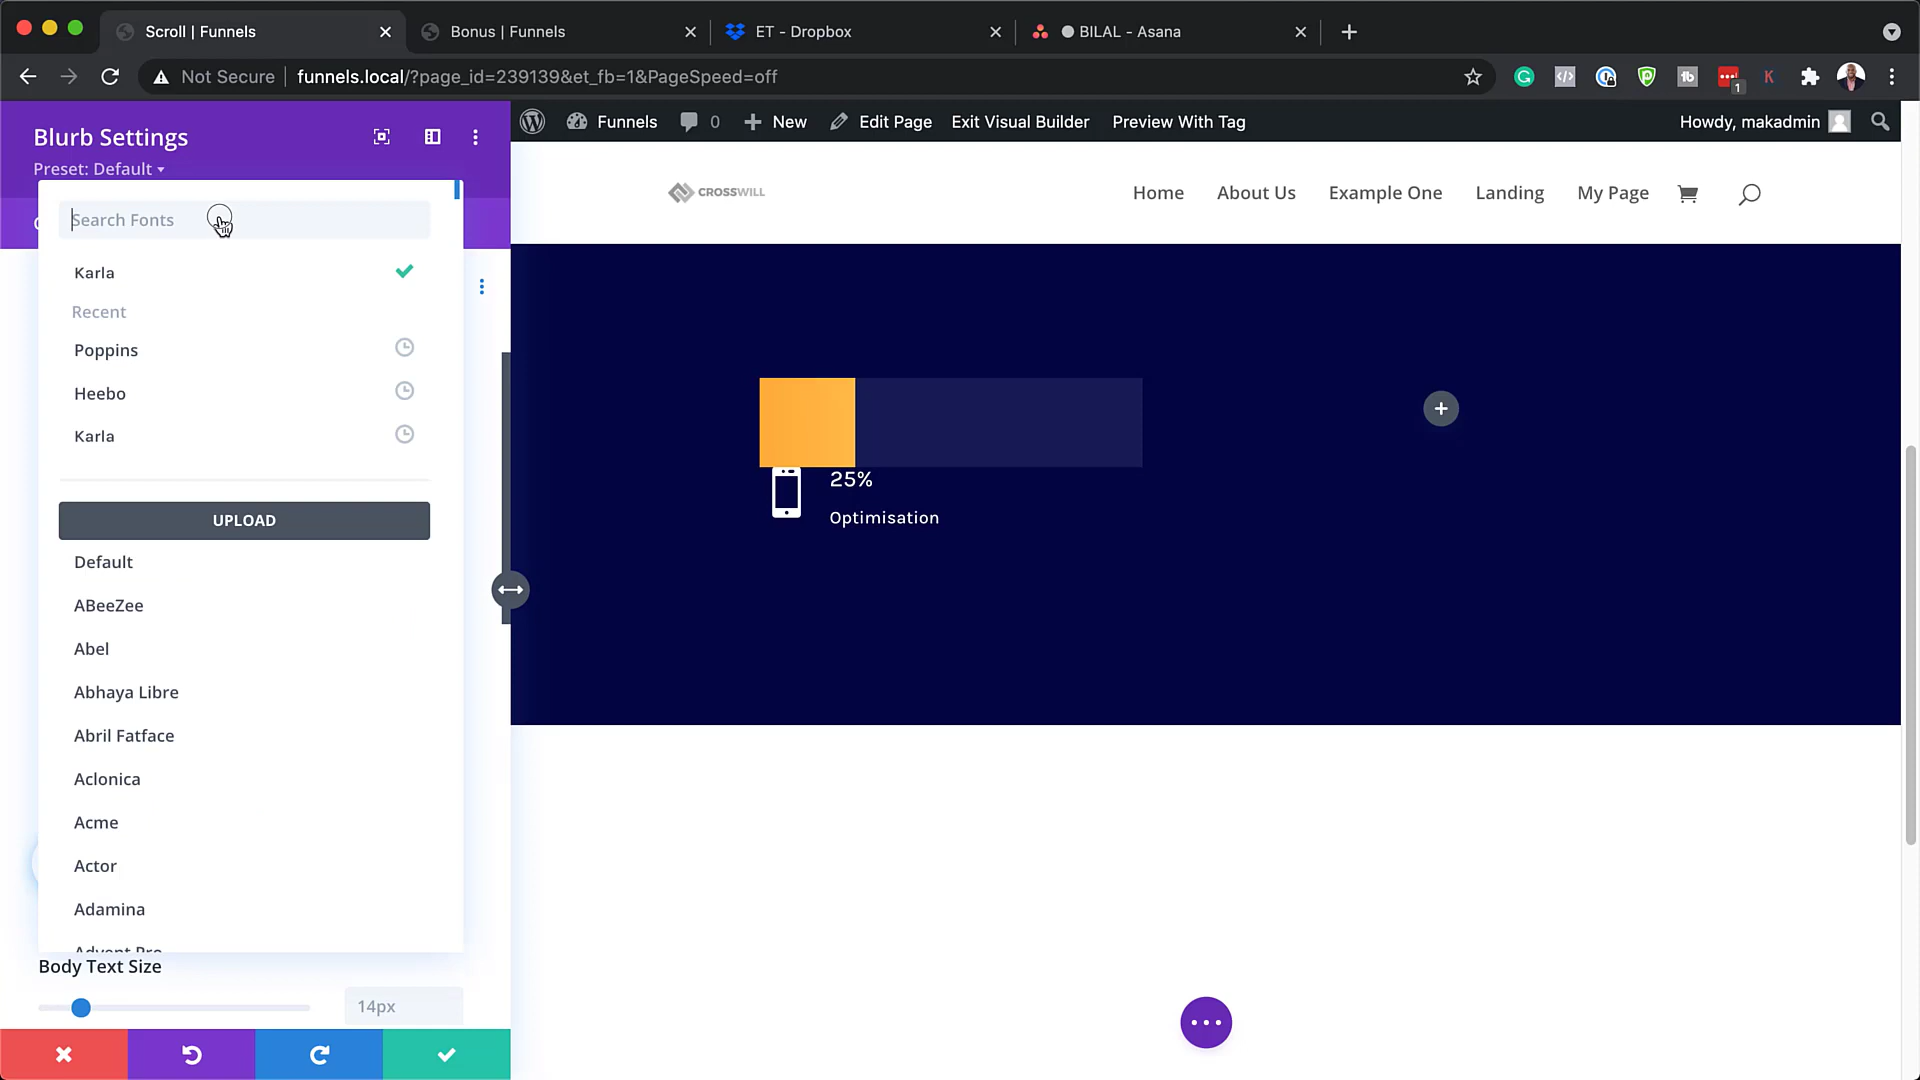 Scroll | Funnels
Bonus | Funnels
ET - Dropbox
BILAL - Asana
Not Secure
funnels.local/?page_id=239139&et_fb=1&PageSpeed=off
1
Blurb Settings
Preset: Default
Funnels
0
New
Edit Page
Exit Visual Builder
Preview With Tag
Howdy, makadmin
Search Fonts
Karla
Recent
Poppins
Heebo
Karla
UPLOAD
Default
ABeeZee
Abel
Abhaya Libre
Abril Fatface
Aclonica
Acme
Actor
Adamina
Advent Pro
Body Text Size
14px
CROSSWILL
Home
About Us
Example One
Landing
My Page
25%
Optimisation